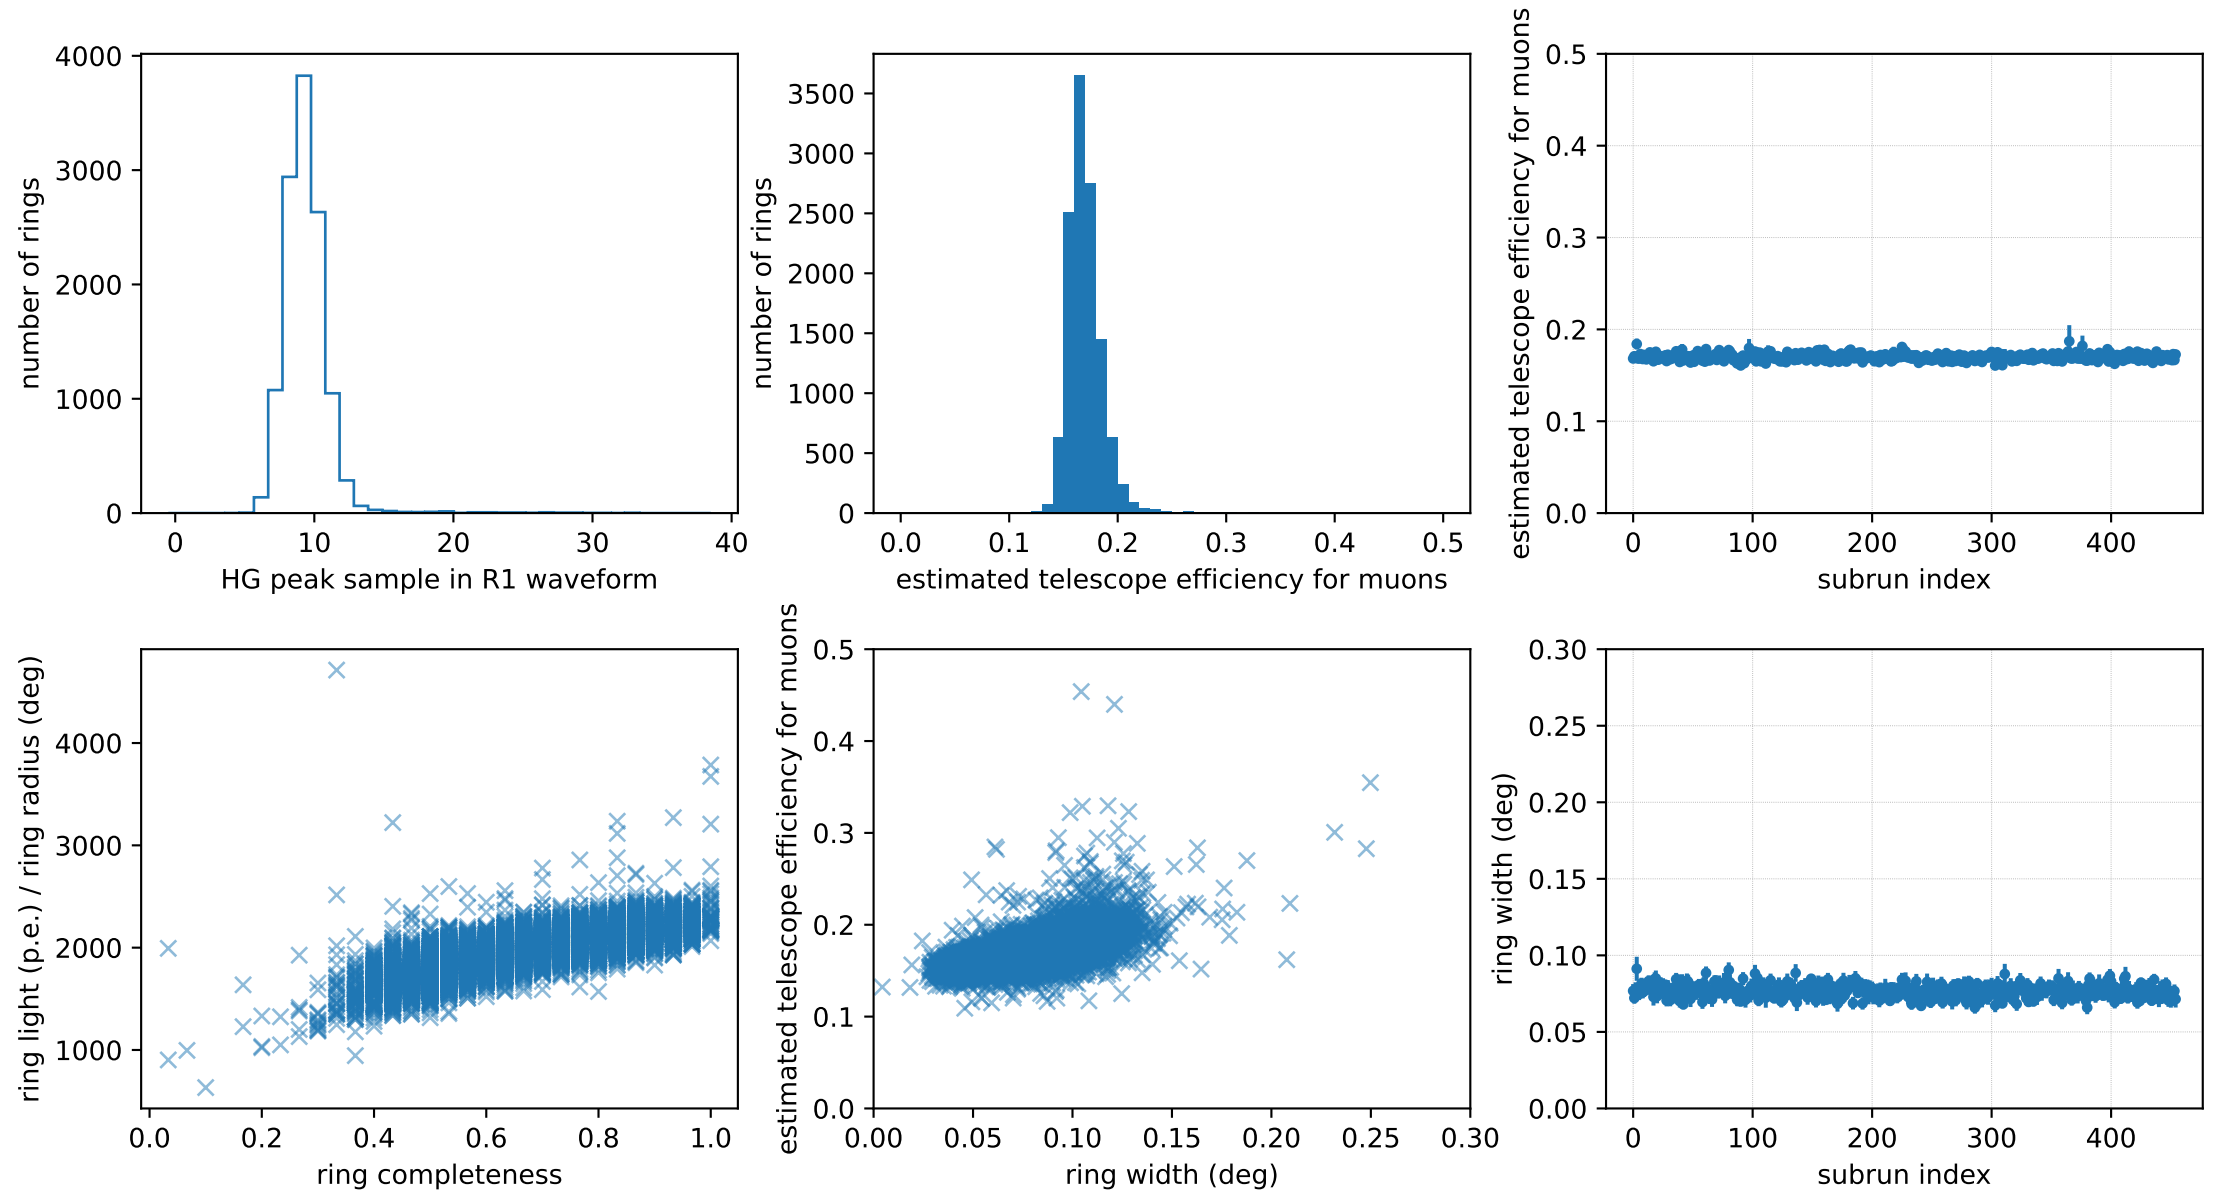 4000
3000
2000
1000
0
number of rings
0 10 20 30 40
HG peak sample in R1 waveform
3500
3000
2500
2000
1500
1000
500
0
number of rings
0.0 0.1 0.2 0.3 0.4 0.5
estimated telescope efficiency for muons
0.5
0.4
0.3
0.2
0.1
0.0
estimated telescope efficiency for muons
0 100 200 300 400
subrun index
4000
3000
2000
1000
ring light (p.e.) / ring radius (deg)
0.0 0.2 0.4 0.6 0.8 1.0
ring completeness
0.5
0.4
0.3
0.2
0.1
0.0
estimated telescope efficiency for muons
0.00 0.05 0.10 0.15 0.20 0.25 0.30
ring width (deg)
0.30
0.25
0.20
0.15
0.10
0.05
0.00
ring width (deg)
0 100 200 300 400
subrun index